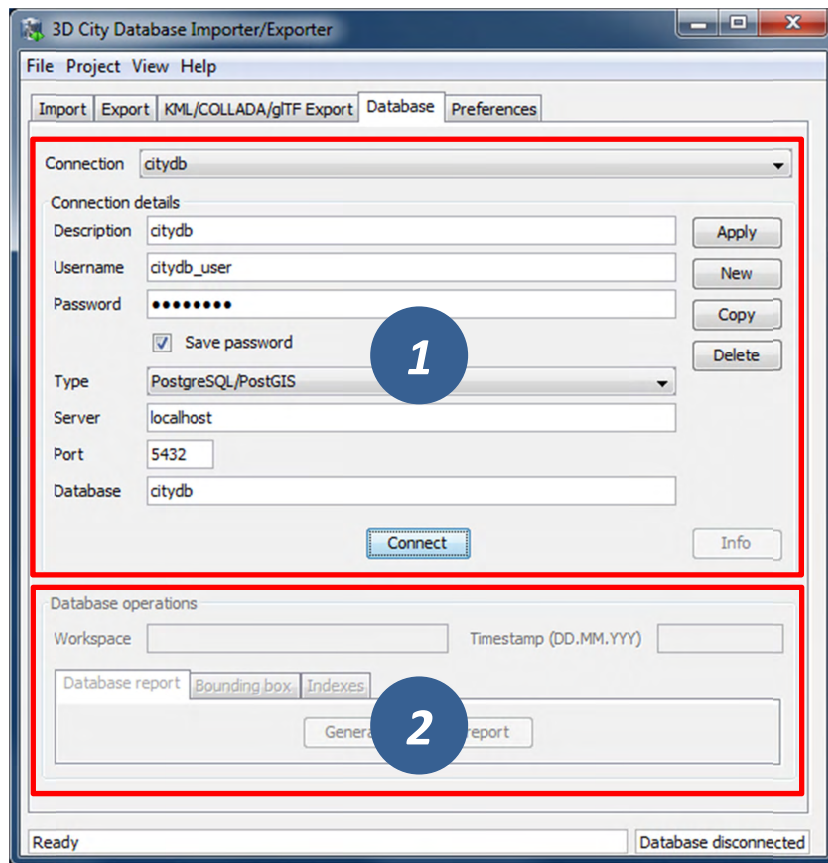 3D City Database Importer/Exporter
File Project View Help
Import Export KML/COLLADA/glTF Export Database Preferences
Connection citydb
Connection details
Description citydb Apply
Username citydb_user New
Password •••••••• Copy
Save password Delete
1
Type PostgreSQL/PostGIS
Server localhost
Port 5432
Database citydb
Connect Info
Database operations
Workspace Timestamp (DD.MM.YYY)
Database report Bounding box Indexes
2 report
Ready Database disconnected